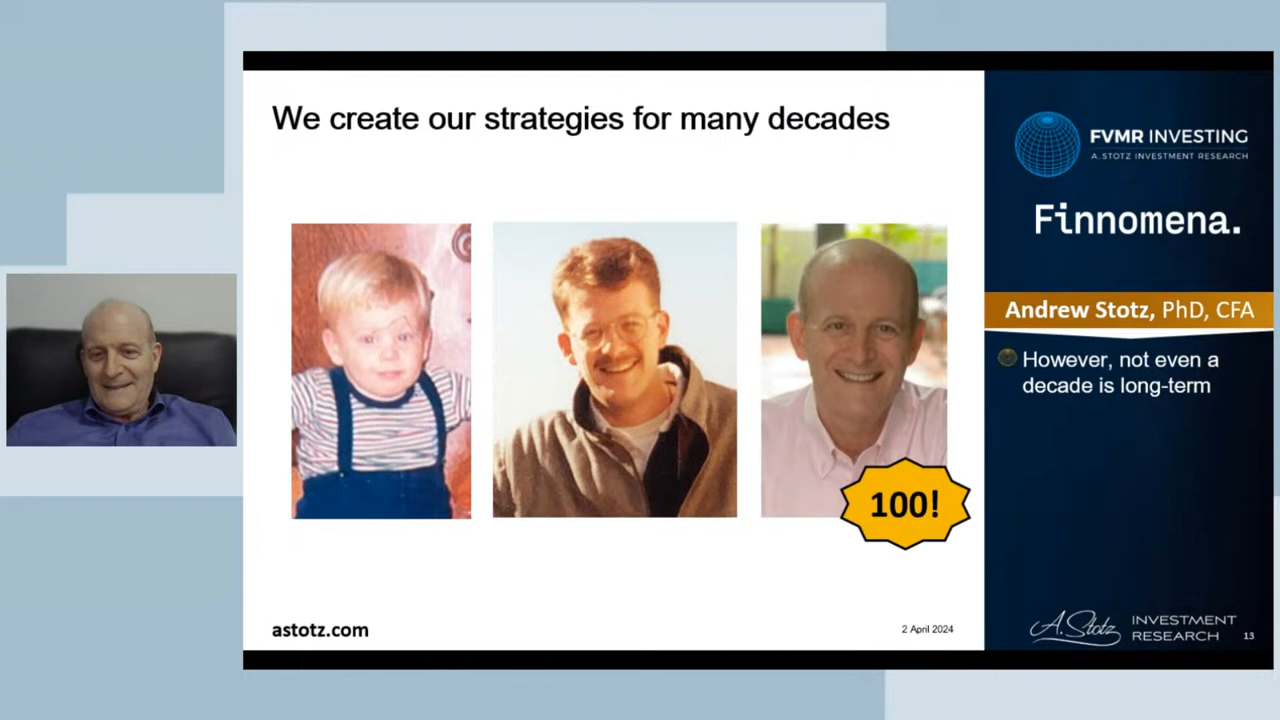 We create our strategies for many decades
100!
astotz.com
2 April 2024
FVMR INVESTING
A. STOTZ INVESTMENT RESEARCH
Finnomena.
Andrew Stotz, PhD, CFA
However, not even a
decade is long-term
A. Stotz
INVESTMENT
RESEARCH
13